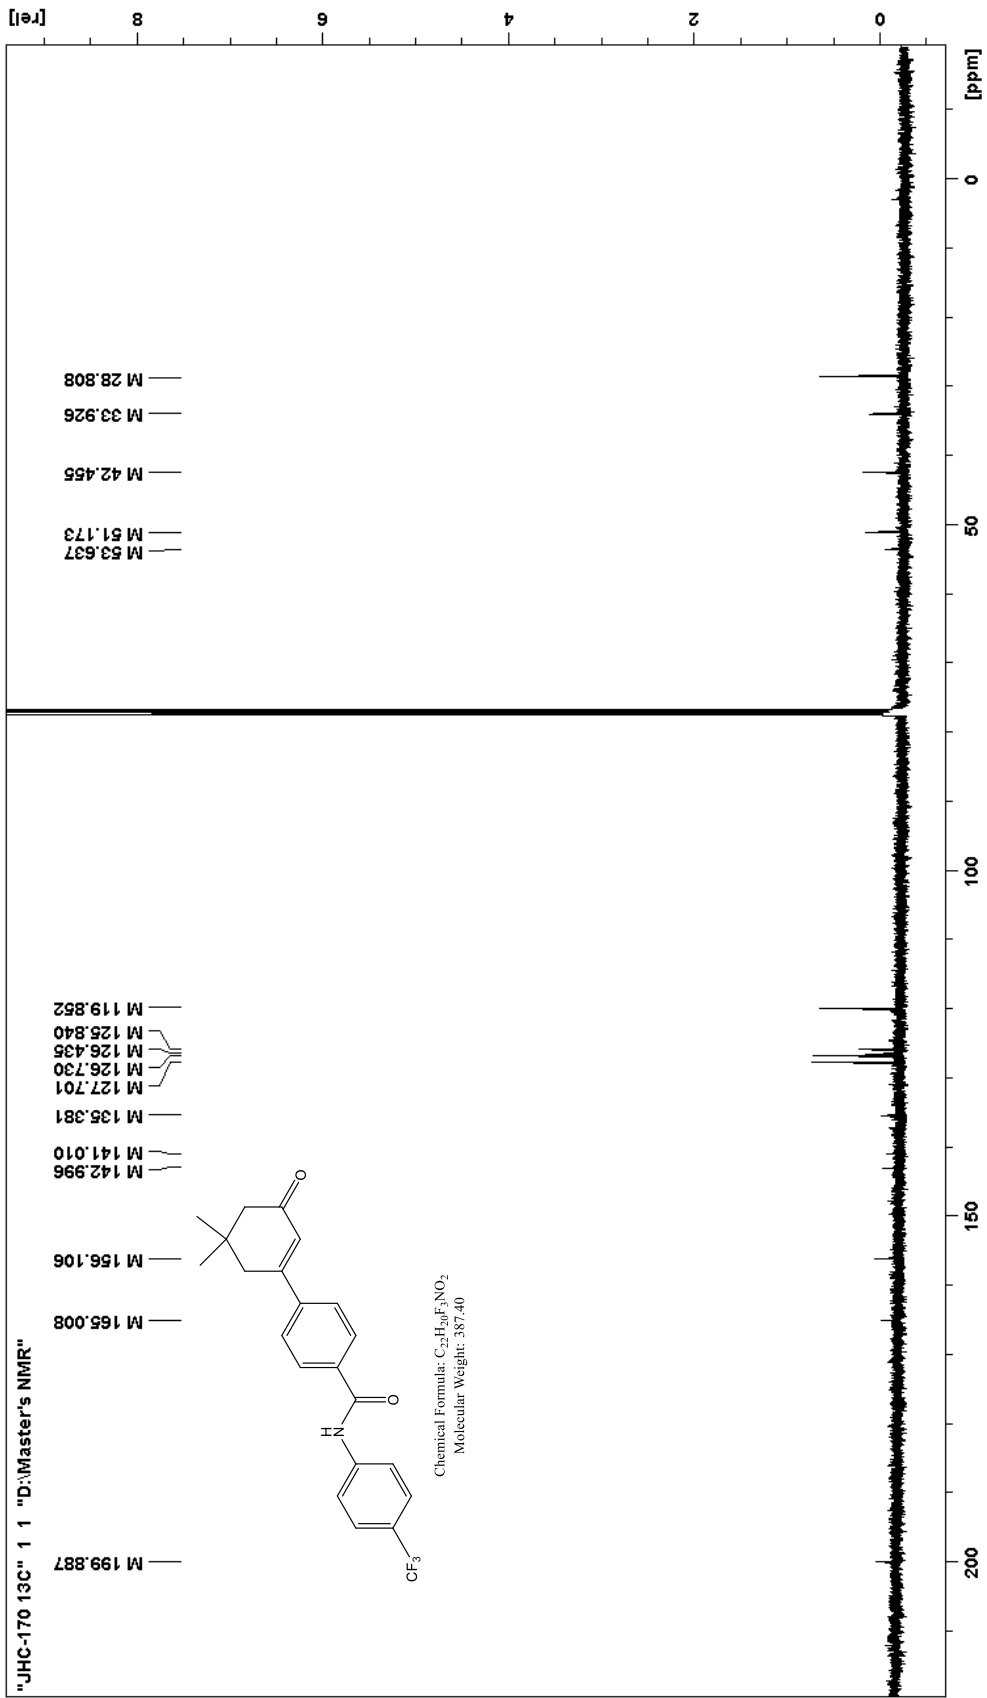 "JHC-170 13C" 1 1 "D:\Master's NMR"
M 199.887
M 165.008
M 156.106
M 142.996
M 141.010
M 135.381
M 127.701
M 126.730
M 126.435
M 125.840
M 119.852
M 53.637
M 51.173
M 42.455
M 33.926
M 28.808
[rel]
8
6
4
2
0
O
O
H
N
CF3
Chemical Formula: C22H20F3NO2
Molecular Weight: 387.40
200
150
100
50
0
[ppm]